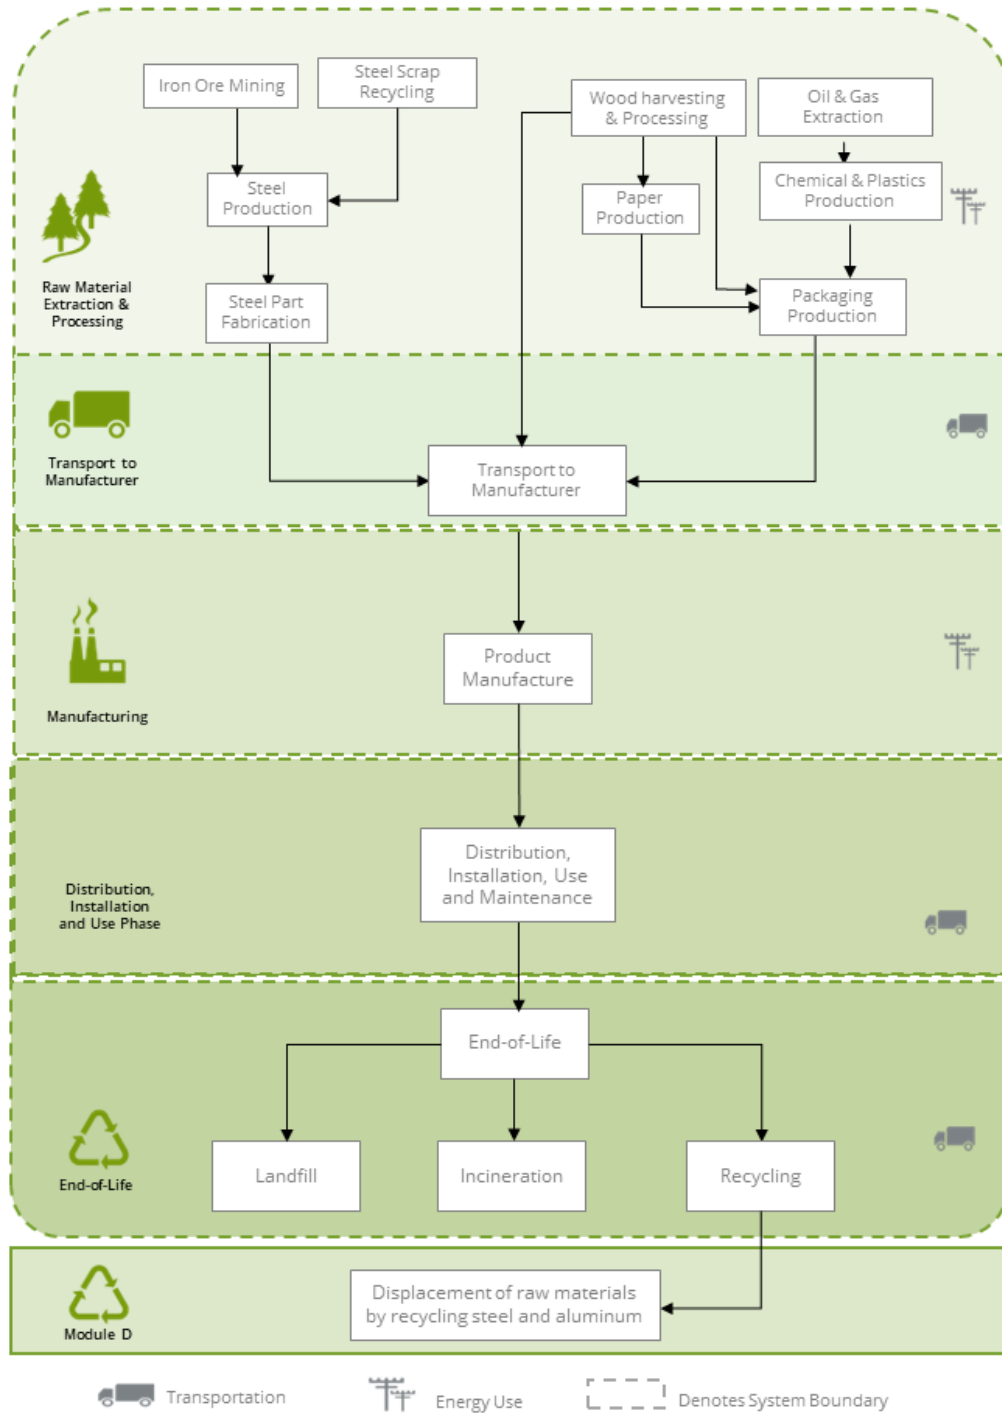 Iron Ore Mining
Steel Scrap
Recycling
Wood harvesting
& Processing
Oil & Gas
Extraction
Steel
Production
Paper
Production
Chemical & Plastics
Production
Raw Material
Extraction &
Processing
Steel Part
Fabrication
Packaging
Production
Transport to
Manufacturer
Transport to
Manufacturer
Product
Manufacture
Manufacturing
Distribution,
Installation, Use
and Maintenance
Distribution,
Installation
and Use Phase
End-of-Life
Landfill
Incineration
Recycling
End-of-Life
Displacement of raw materials
by recycling steel and aluminum
Module D
Transportation
Energy Use
Denotes System Boundary